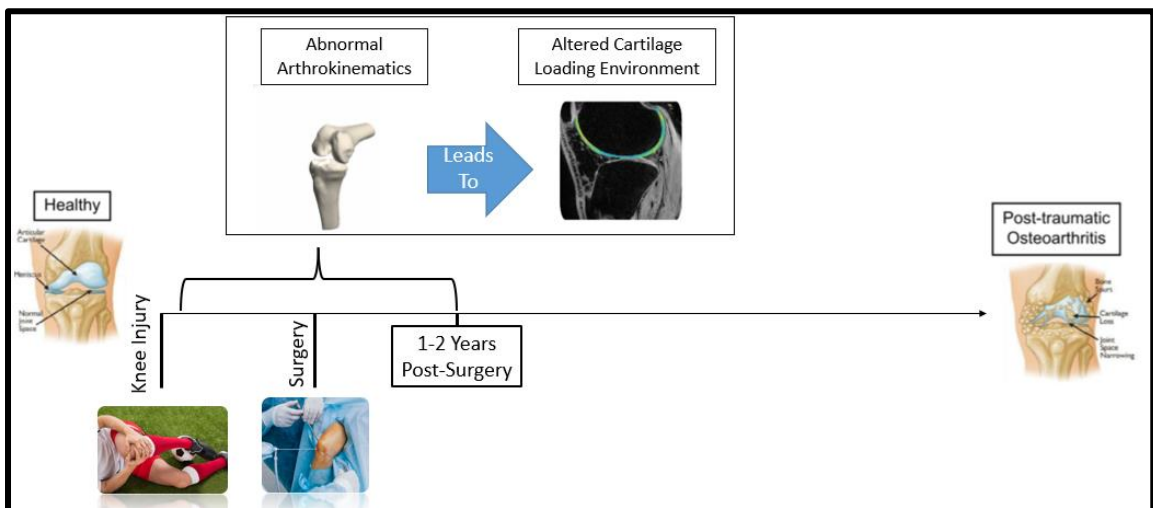 Abnormal
Arthrokinematics
Altered Cartilage
Loading Environment
Leads
To
Healthy
Articular
Cartilage
Meniscus
Normal
Joint
Space
Post-traumatic
Osteoarthritis
Bone
Spurs
Cartilage
Loss
Joint
Space
Narrowing
Knee Injury
Surgery
1-2 Years
Post-Surgery